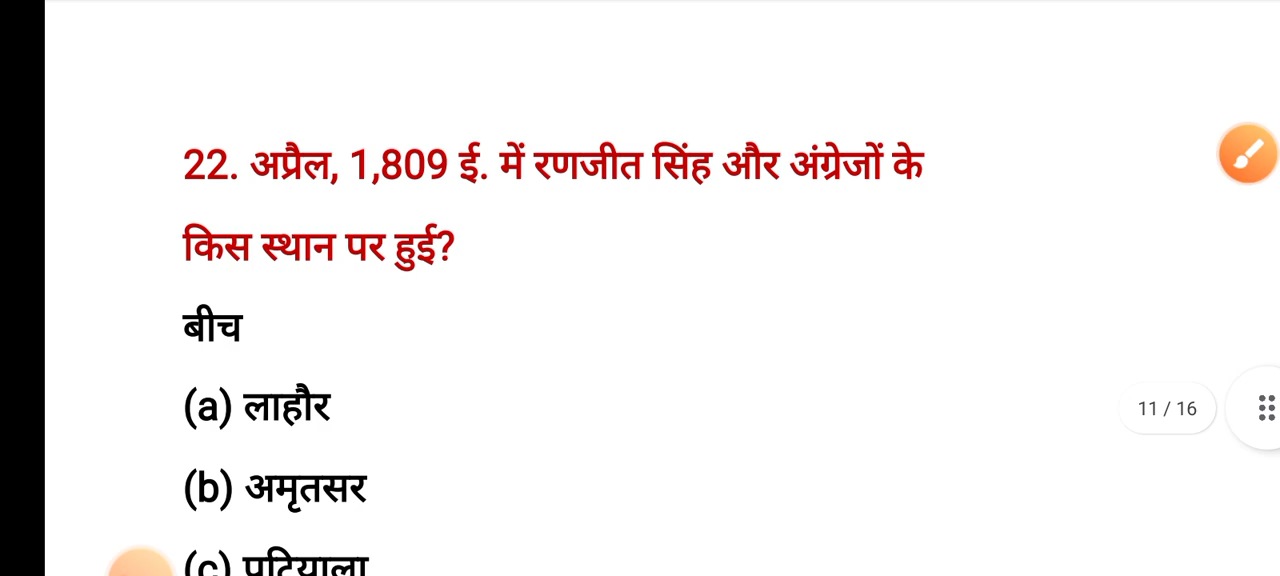 22. अप्रैल, 1,809 ई. में रणजीत सिंह और अंग्रेजों के
किस स्थान पर हुई?
बीच
(a) लाहौर
11 / 16
(b) अमृतसर
(c) पटियाला